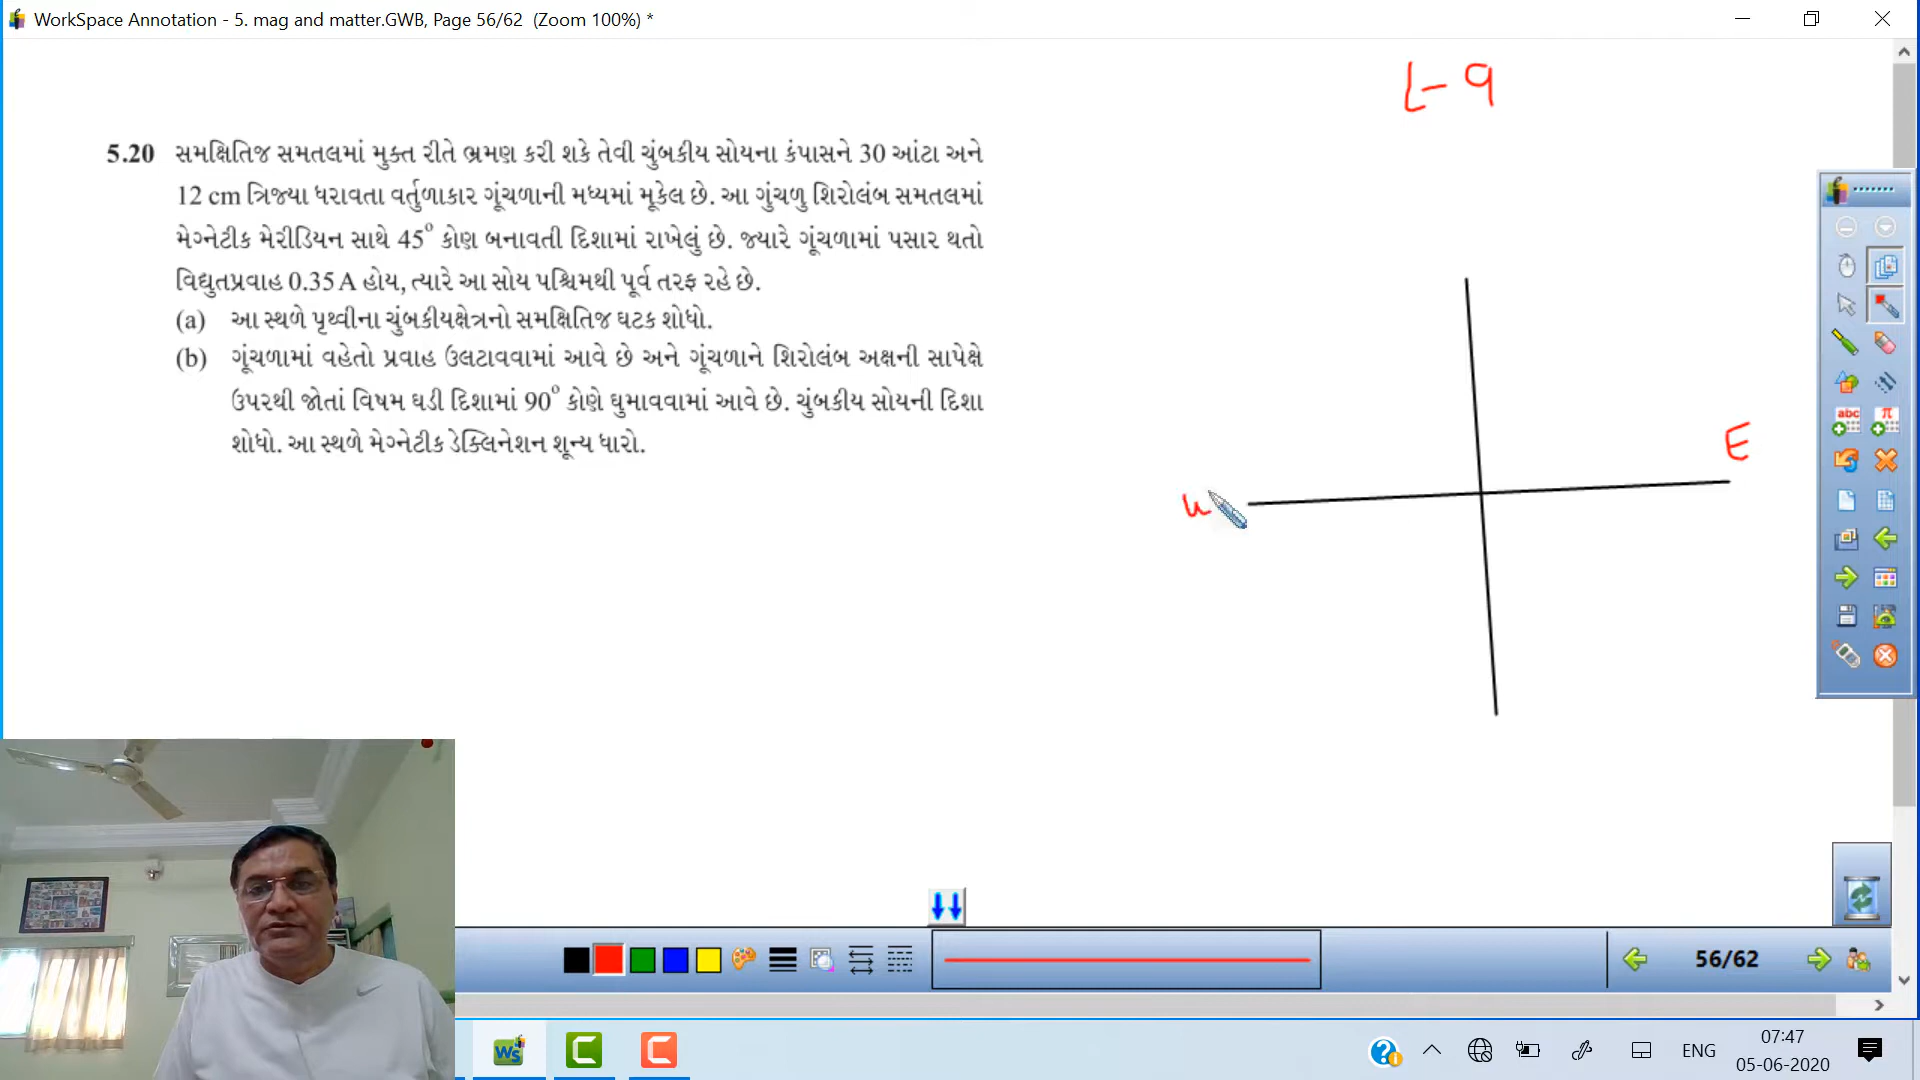 WorkSpace Annotation - 5. mag and matter.GWB, Page 56/62 (Zoom 100%) *
L-9
5.20 સમક્ષિતિજ સમતલમાં મુક્ત રીતે ભ્રમણ કરી શકે તેવી ચુંબકીય સોયના કંપાસને 30 આંટા અને
12 cm ત્રિજ્યા ધરાવતા વર્તુળાકાર ગૂંચળાની મધ્યમાં મૂકેલ છે. આ ગુંચળુ શિરોલંબ સમતલમાં
મેગ્નેટીક મેરીડિયન સાથે 45° કોણ બનાવતી દિશામાં રાખેલું છે. જ્યારે ગૂંચળામાં પસાર થતો
વિદ્યુતપ્રવાહ 0.35 A હોય, ત્યારે આ સોય પશ્ચિમથી પૂર્વ તરફ રહે છે.
(a) આ સ્થળે પૃથ્વીના ચુંબકીયક્ષેત્રનો સમક્ષિતિજ ઘટક શોધો.
(b) ગૂંચળામાં વહેતો પ્રવાહ ઉલટાવવામાં આવે છે અને ગૂંચળાને શિરોલંબ અક્ષની સાપેક્ષે
ઉપરથી જોતાં વિષમ ઘડી દિશામાં 90° કોણે ઘુમાવવામાં આવે છે. ચુંબકીય સોયની દિશા
શોધો. આ સ્થળે મેગ્નેટીક ડેક્લિનેશન શૂન્ય ધારો.
E
abc
π
56/62
WS
ENG
07:47
05-06-2020